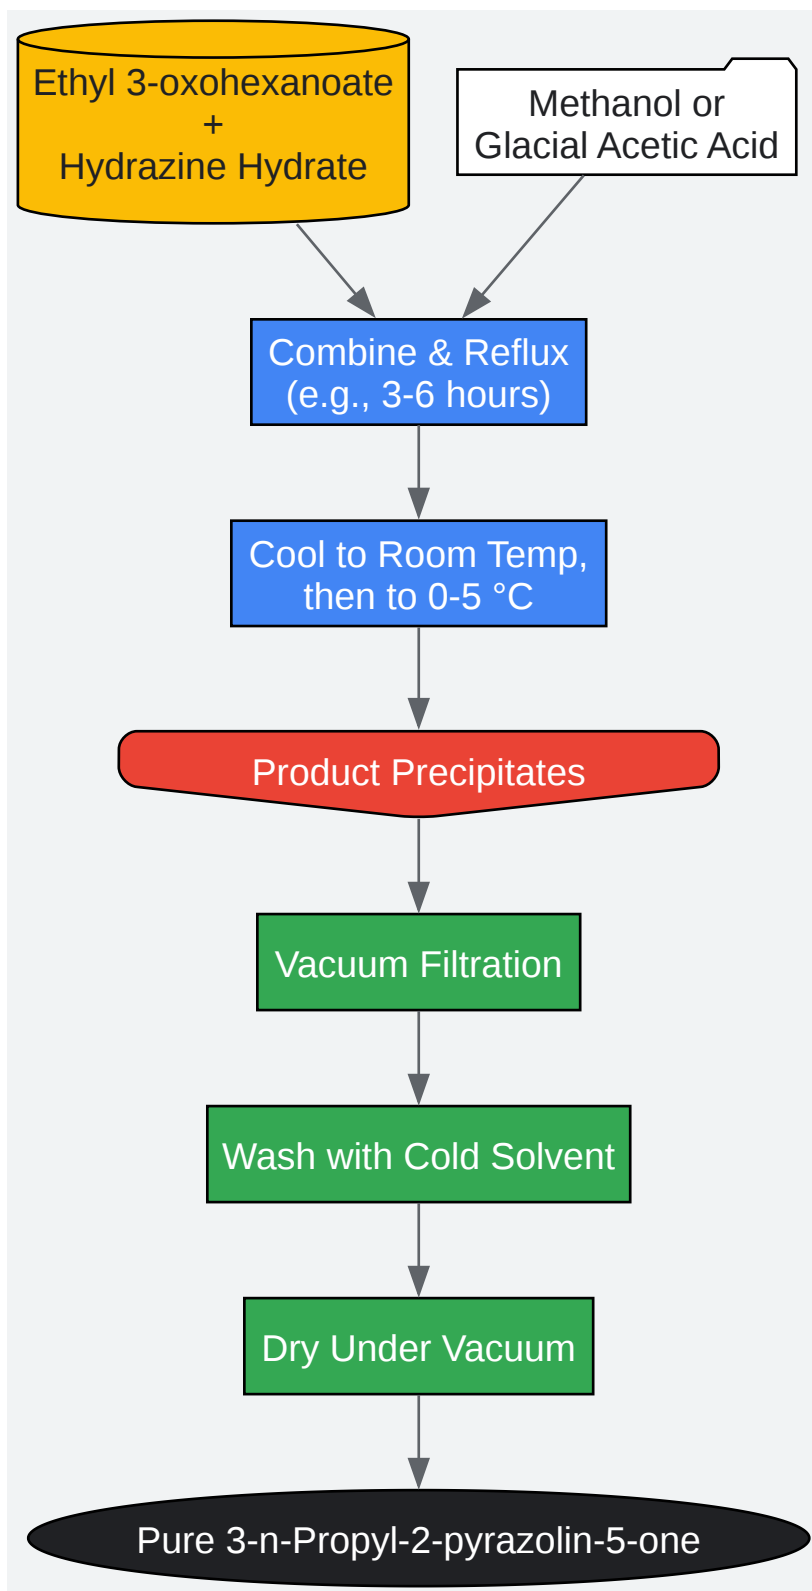 Ethyl 3-oxohexanoate
+
Hydrazine Hydrate
Methanol or
Glacial Acetic Acid
Combine & Reflux
(e.g., 3-6 hours)
Cool to Room Temp,
then to 0-5 °C
Product Precipitates
Vacuum Filtration
Wash with Cold Solvent
Dry Under Vacuum
Pure 3-n-Propyl-2-pyrazolin-5-one